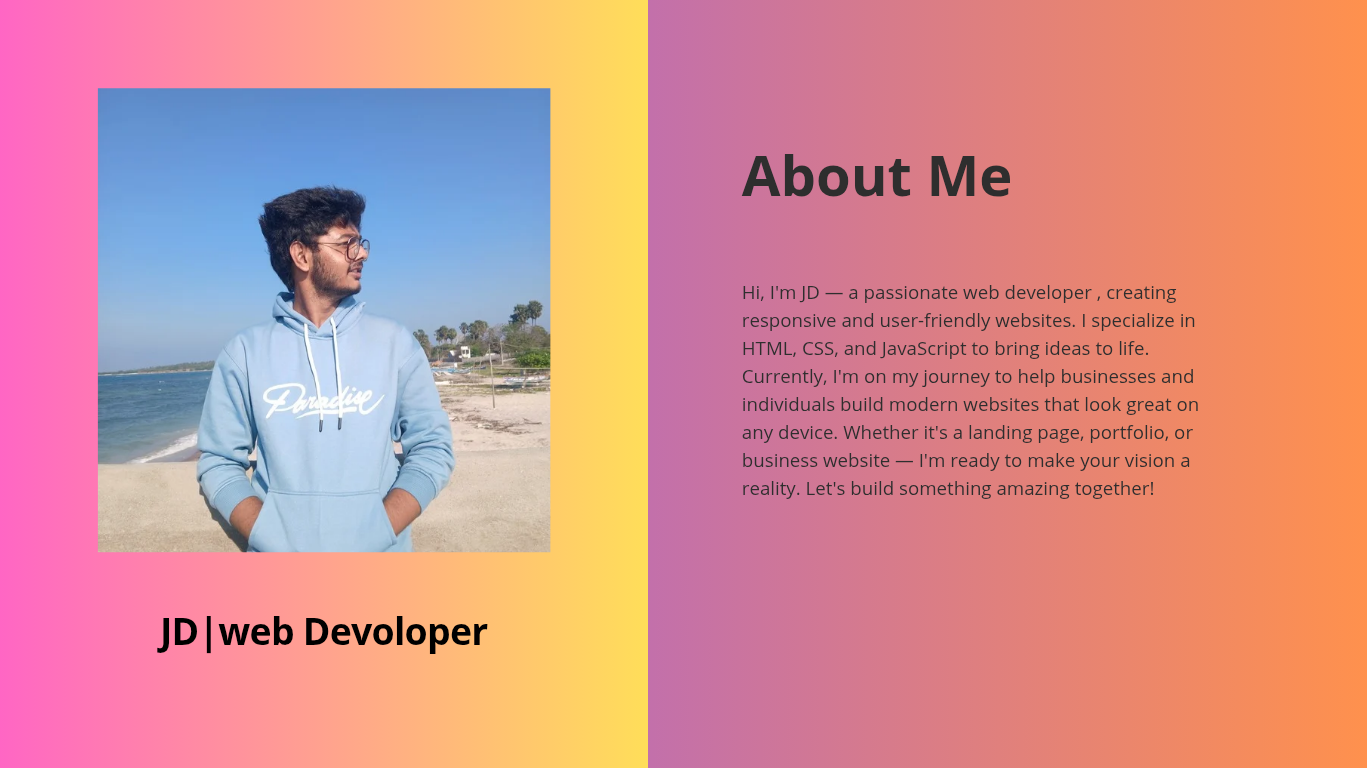 Paradise
JD|web Devoloper
About Me
Hi, I'm JD — a passionate web developer , creating
responsive and user-friendly websites. I specialize in
HTML, CSS, and JavaScript to bring ideas to life.
Currently, I'm on my journey to help businesses and
individuals build modern websites that look great on
any device. Whether it's a landing page, portfolio, or
business website — I'm ready to make your vision a
reality. Let's build something amazing together!